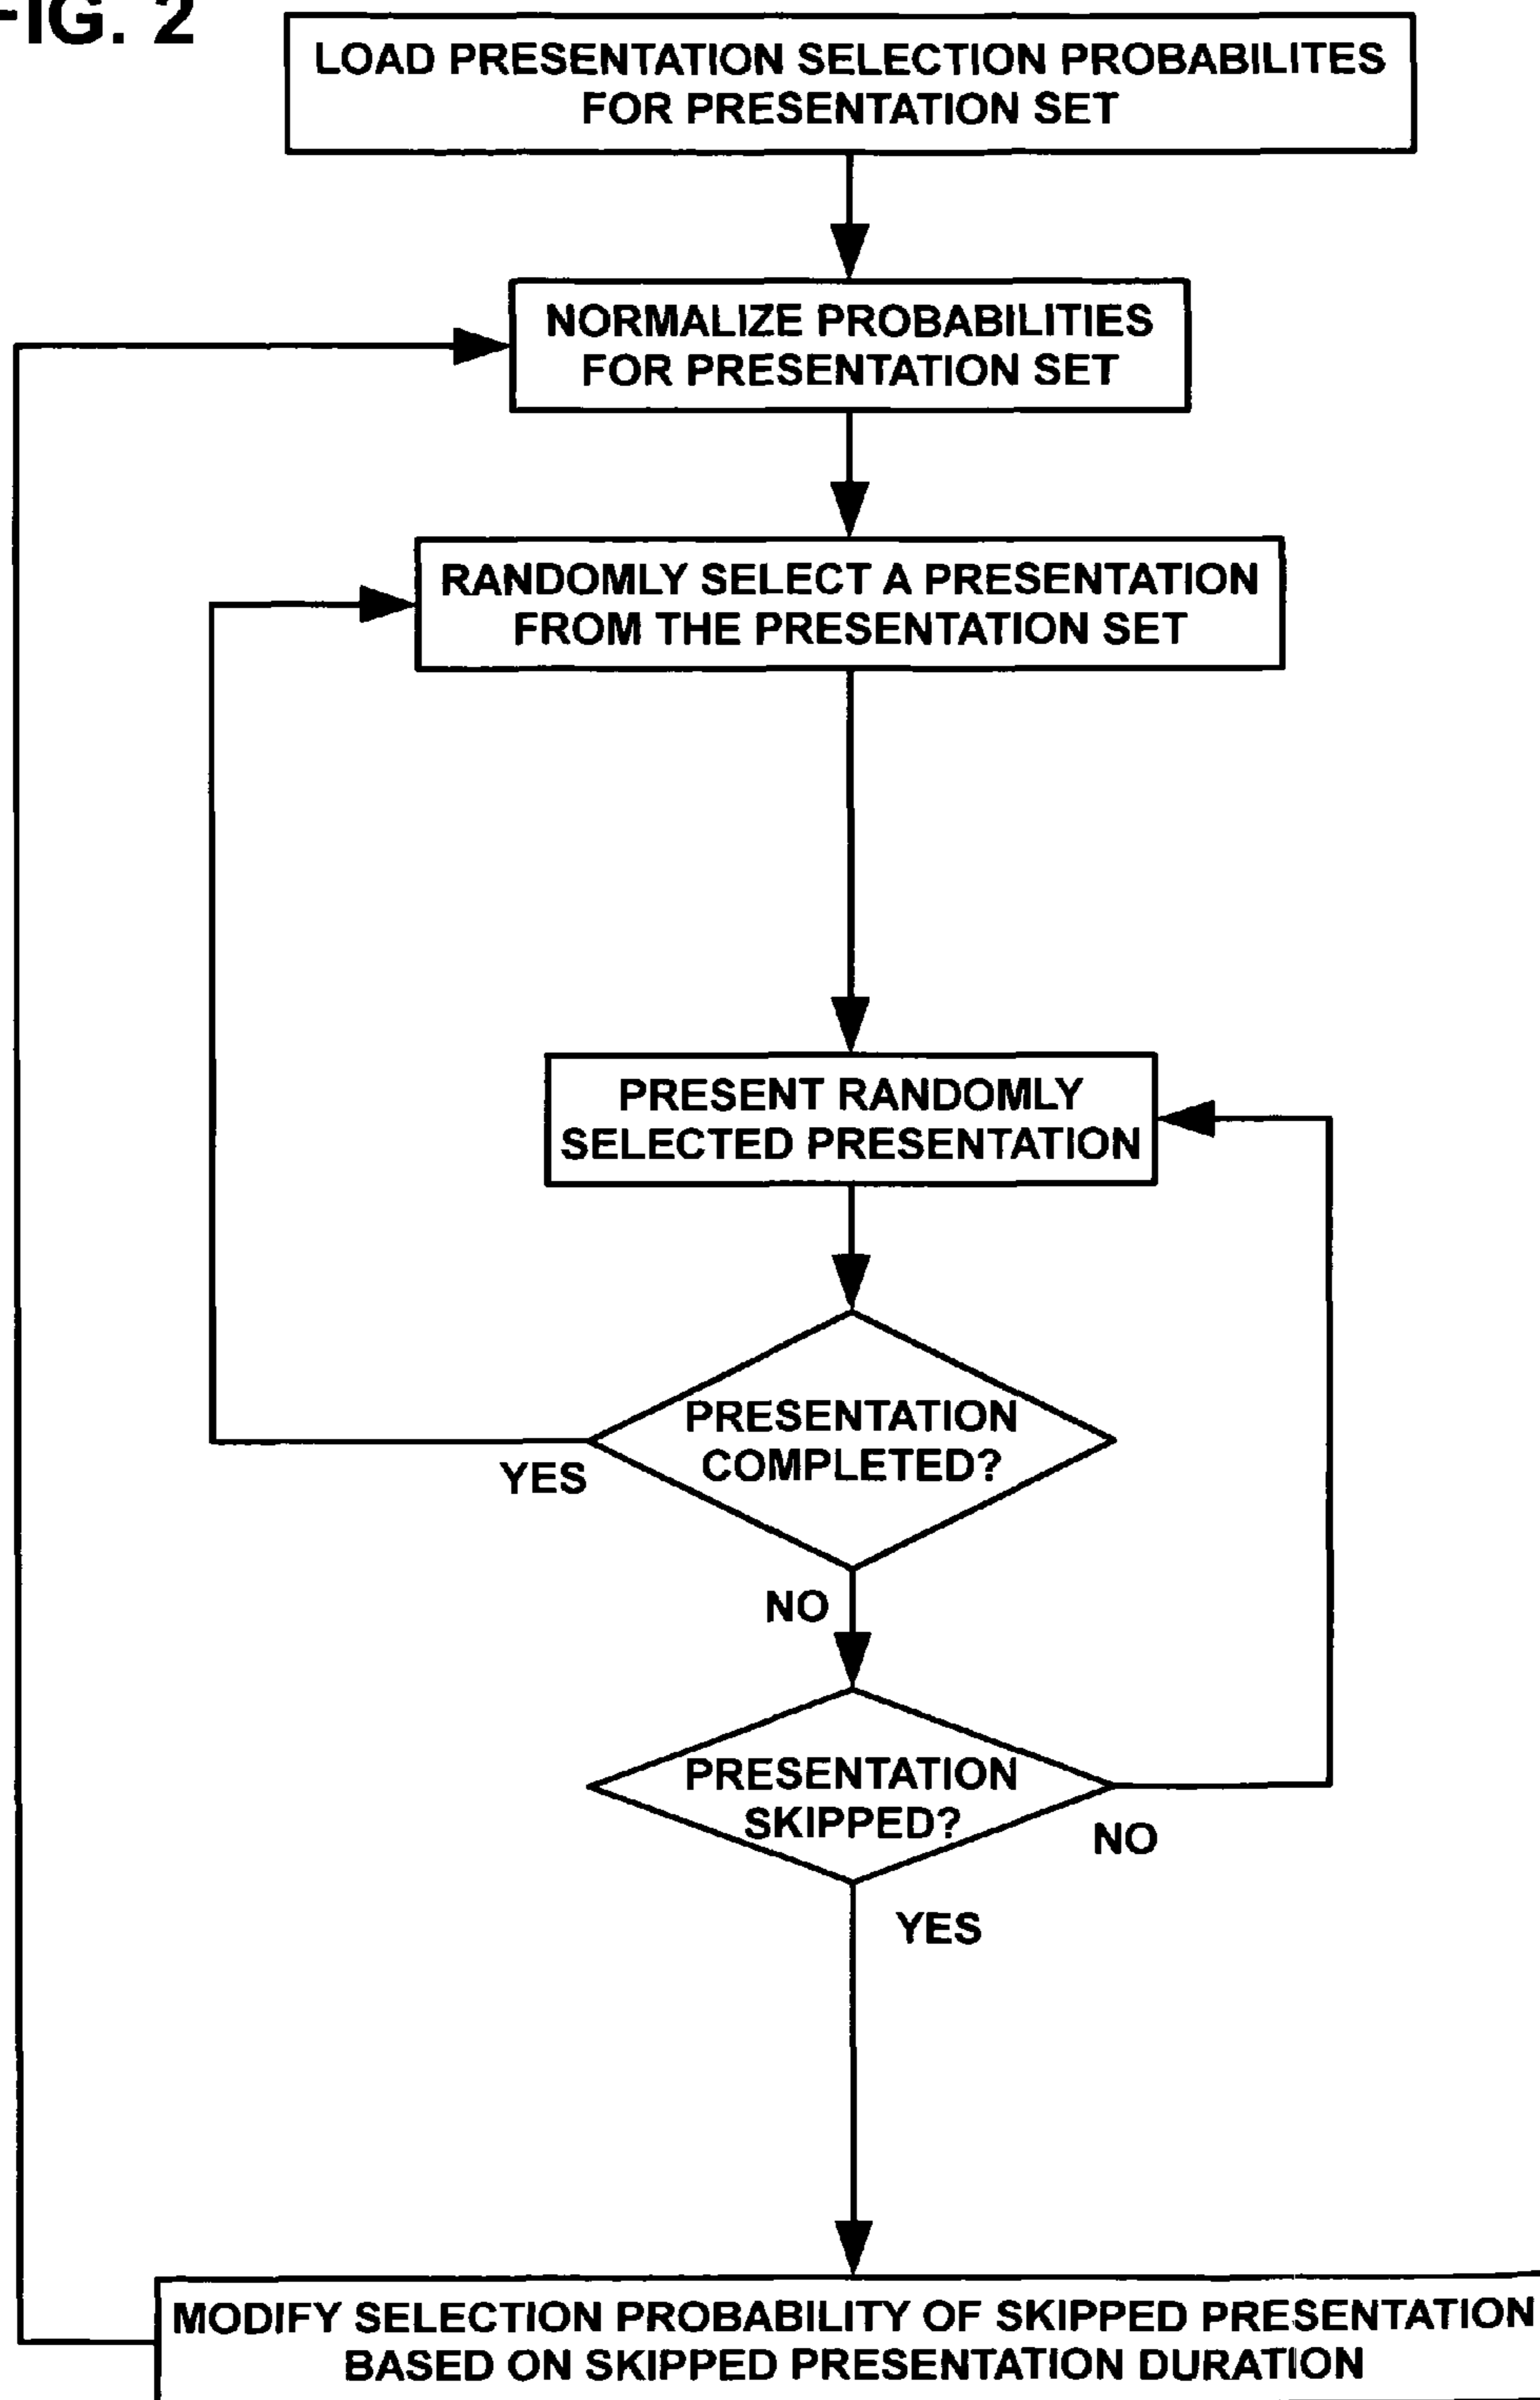 FIG. 2
LOAD PRESENTATION SELECTION PROBABILITES
FOR PRESENTATION SET
NORMALIZE PROBABILITIES
FOR PRESENTATION SET
RANDOMLY SELECT A PRESENTATION
FROM THE PRESENTATION SET
PRESENT RANDOMLY
SELECTED PRESENTATION
PRESENTATION
COMPLETED?
YES
NO
PRESENTATION
SKIPPED?
NO
YES
MODIFY SELECTION PROBABILITY OF SKIPPED PRESENTATION
BASED ON SKIPPED PRESENTATION DURATION